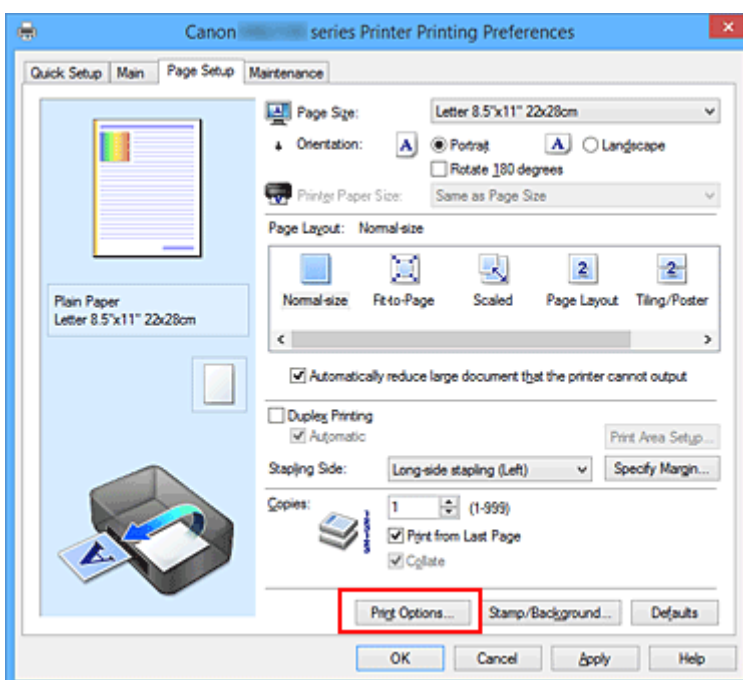 Canon series Printer Printing Preferences
Quick Setup Main Page Setup Maintenance
Page Size: Letter 8.5"x11" 22x28cm
Orientation: A Portrait A Landscape
Rotate 180 degrees
Printer Paper Size: Same as Page Size
Page Layout: Normal-size
2 2
Normal-size Fit-to-Page Scaled Page Layout Tiling/Poster
Plain Paper
Letter 8.5"x11" 22x28cm
Automatically reduce large document that the printer cannot output
Duplex Printing
Automatic Print Area Setup...
Stapling Side: Long-side stapling (Left) Specify Margin...
Copies: 1 (1-999)
Print from Last Page
Collate
A
Print Options... Stamp/Background... Defaults
OK Cancel Apply Help